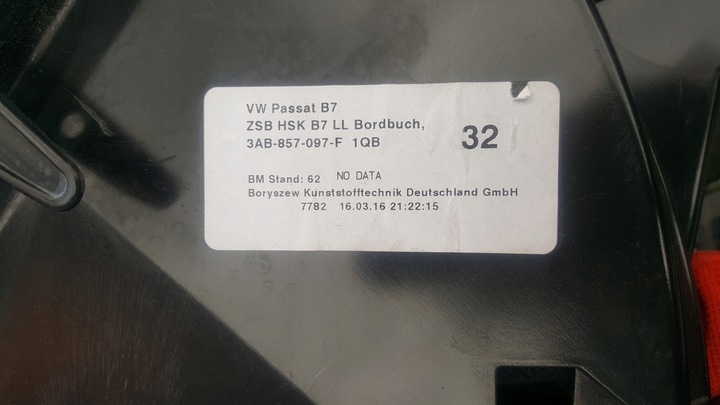 VW Passat B7
ZSB HSK B7 LL Bordbuch,
3AB-857-097-F 1QB
32
BM Stand: 62 NO DATA
Boryszew Kunststofftechnik Deutschland GmbH
7782 16.03.16 21:22:15